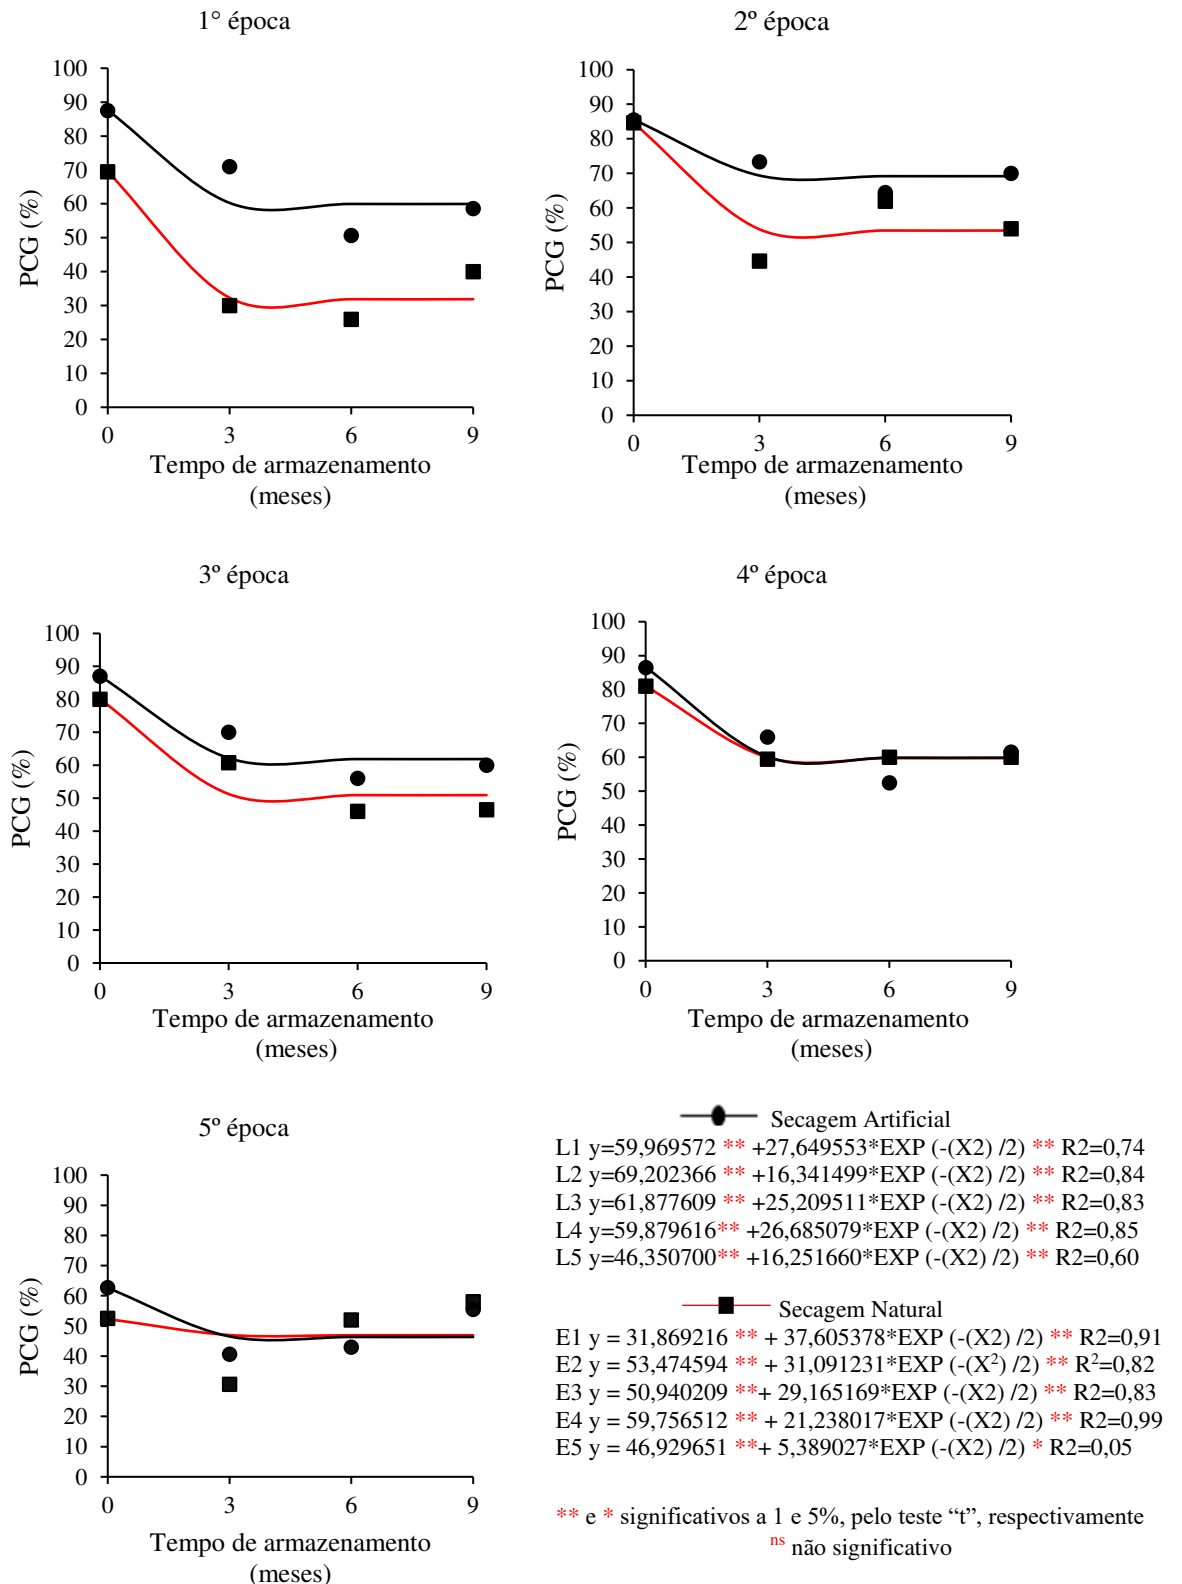 1° época
100
90
80
70
60
50
40
30
20
10
0
PCG (%)
0 3 6 9
Tempo de armazenamento
(meses)
2º época
100
90
80
70
60
50
40
30
20
10
0
PCG (%)
0 3 6 9
Tempo de armazenamento
(meses)
3º época
100
90
80
70
60
50
40
30
20
10
0
PCG (%)
0 3 6 9
Tempo de armazenamento
(meses)
4º época
100
90
80
70
60
50
40
30
20
10
0
PCG (%)
0 3 6 9
Tempo de armazenamento
(meses)
5º época
100
90
80
70
60
50
40
30
20
10
0
PCG (%)
0 3 6 9
Tempo de armazenamento
(meses)
Secagem Artificial
L1 y=59,969572 ** +27,649553*EXP (-(X2) /2) ** R2=0,74
L2 y=69,202366 ** +16,341499*EXP (-(X2) /2) ** R2=0,84
L3 y=61,877609 ** +25,209511*EXP (-(X2) /2) ** R2=0,83
L4 y=59,879616** +26,685079*EXP (-(X2) /2) ** R2=0,85
L5 y=46,350700** +16,251660*EXP (-(X2) /2) ** R2=0,60
Secagem Natural
E1 y = 31,869216 ** + 37,605378*EXP (-(X2) /2) ** R2=0,91
E2 y = 53,474594 ** + 31,091231*EXP (-(X²) /2) ** R²=0,82
E3 y = 50,940209 **+ 29,165169*EXP (-(X2) /2) ** R2=0,83
E4 y = 59,756512 ** + 21,238017*EXP (-(X2) /2) ** R2=0,99
E5 y = 46,929651 **+ 5,389027*EXP (-(X2) /2) * R2=0,05
** e * significativos a 1 e 5%, pelo teste “t”, respectivamente
ns não significativo